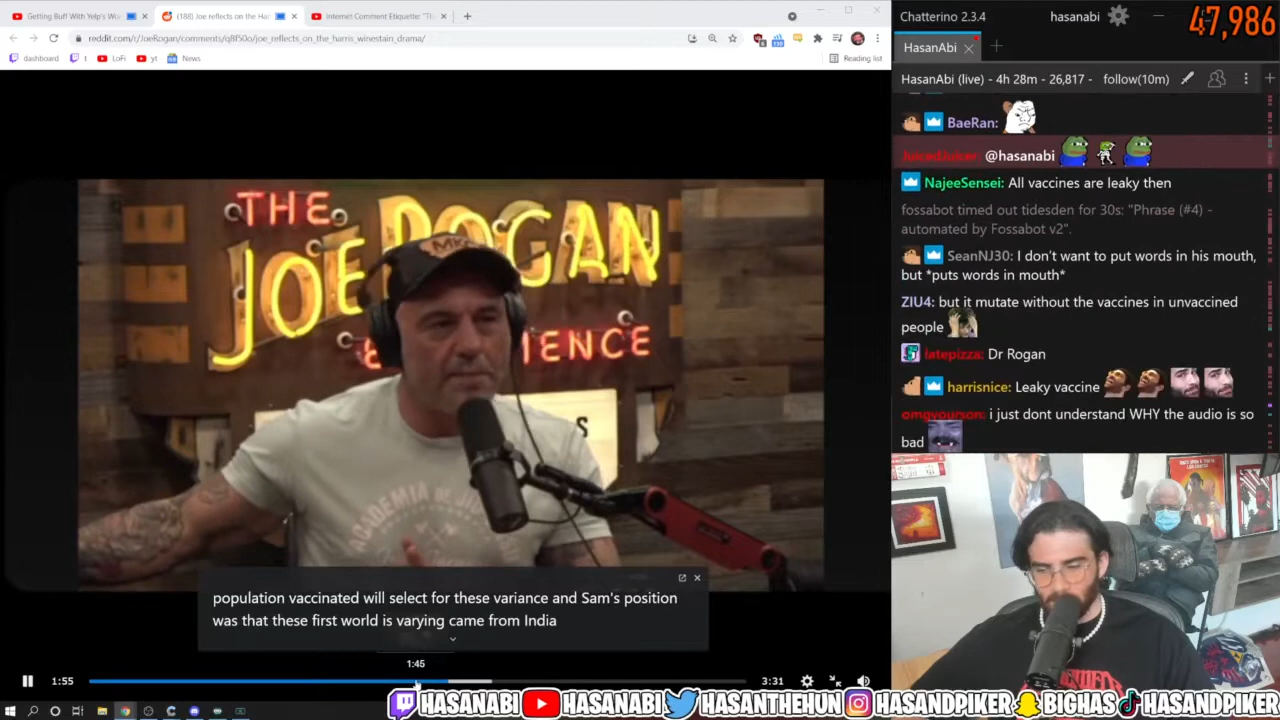 Getting Buff With Yelp's Wo
(188) Joe reflects on the Har
Internet Comment Etiquette: "Th
reddit.com/r/JoeRogan/comments/q8f50o/joe_reflects_on_the_harris_winestain_drama/
dashboard
t
LoFi
yt
News
Reading list
THE
JOE ROGAN
IENCE
MKC
S
population vaccinated will select for these variance and Sam's position
was that these first world is varying came from India
1:45
1:55
3:31
Chatterino 2.3.4
hasanabi
47,986
HasanAbi
HasanAbi (live) - 4h 28m - 26,817 - follow(10m)
BaeRan:
JuicedJuicer: @hasanabi
NajeeSensei: All vaccines are leaky then
fossabot timed out tidesden for 30s: "Phrase (#4) -
automated by Fossabot v2".
SeanNJ30: I don't want to put words in his mouth,
but *puts words in mouth*
ZIU4: but it mutate without the vaccines in unvaccined
people
latepizza: Dr Rogan
harrisnice: Leaky vaccine
omgyourson: i just dont understand WHY the audio is so
bad
HASANABI
HASANABI
HASANTHEHUN
HASANDPIKER
BIGHAS
HASANDPIKER